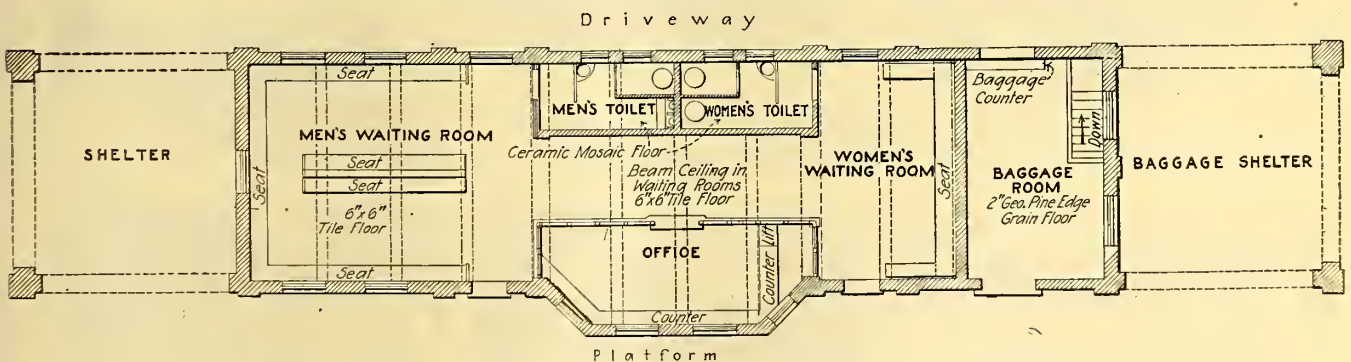 Driveway
Seat
MEN'S TOILET
WOMEN'S TOILET
Baggage
Counter
Down
MEN'S WAITING ROOM
SHELTER
Seat
Seat
Seat
6"x6"
Tile Floor
Seat
Ceramic Mosaic Floor
Beam Ceiling in
Waiting Rooms
6"x6" Tile Floor
WOMEN'S
WAITING ROOM
Seat
BAGGAGE
ROOM
2" Geo. Pine Edge
Grain Floor
BAGGAGE SHELTER
OFFICE
Lift
Counter
Counter
Platform